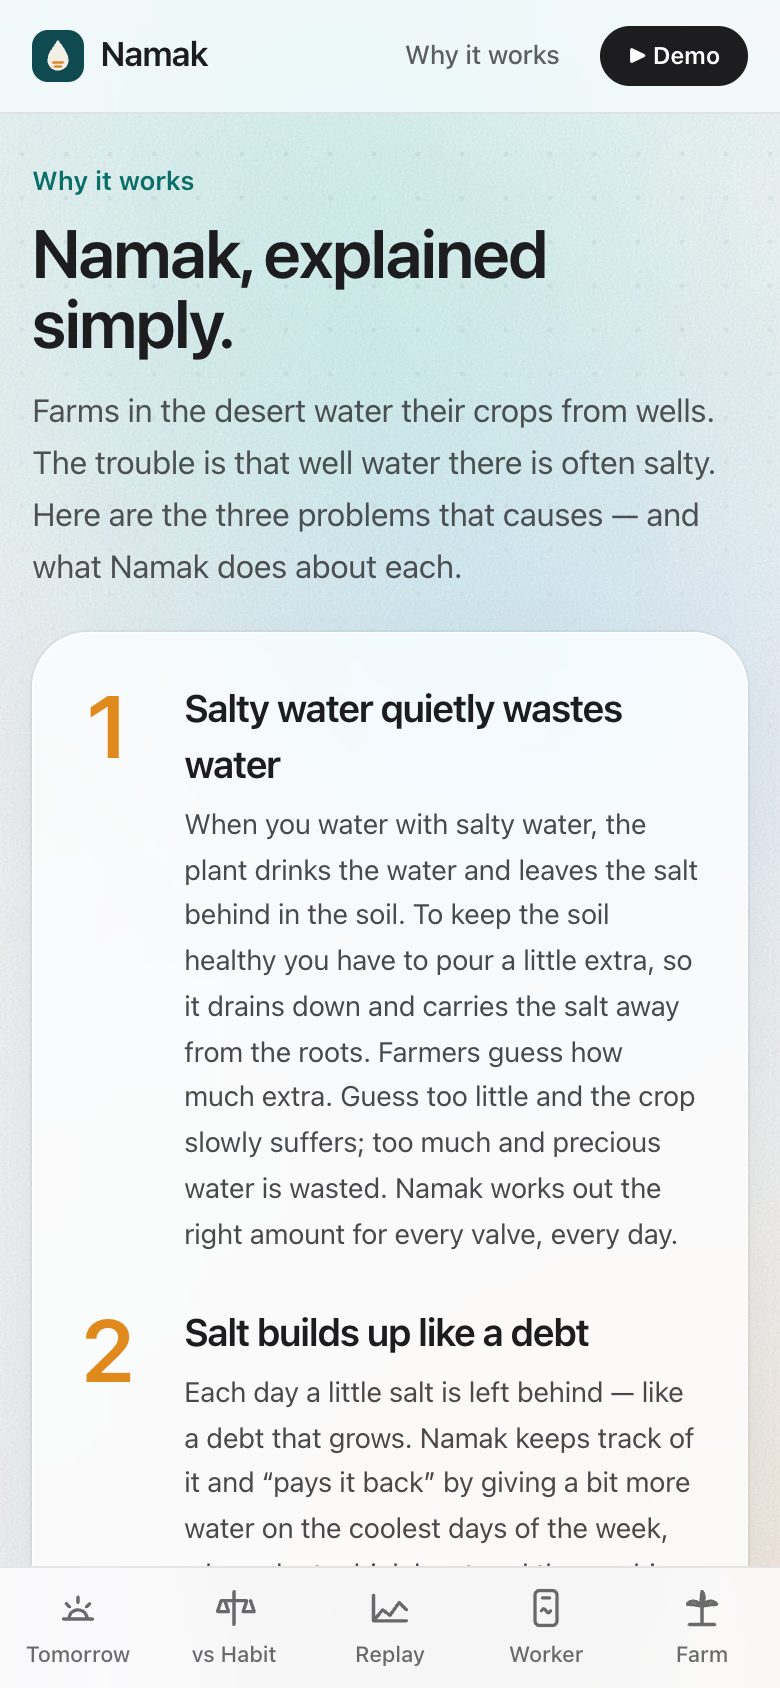 Namak
Why it works
Demo
Why it works
Namak, explained
simply.
Farms in the desert water their crops from wells.
The trouble is that well water there is often salty.
Here are the three problems that causes — and
what Namak does about each.
1
Salty water quietly wastes
water
When you water with salty water, the
plant drinks the water and leaves the salt
behind in the soil. To keep the soil
healthy you have to pour a little extra, so
it drains down and carries the salt away
from the roots. Farmers guess how
much extra. Guess too little and the crop
slowly suffers; too much and precious
water is wasted. Namak works out the
right amount for every valve, every day.
2
Salt builds up like a debt
Each day a little salt is left behind — like
a debt that grows. Namak keeps track of
it and “pays it back” by giving a bit more
water on the coolest days of the week,
Tomorrow
vs Habit
Replay
Worker
Farm